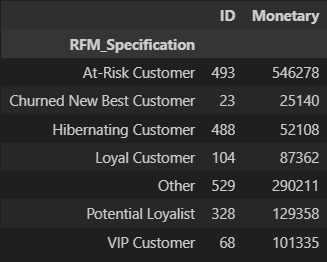 ID Monetary
RFM_Specification
At-Risk Customer 493 546278
Churned New Best Customer 23 25140
Hibernating Customer 488 52108
Loyal Customer 104 87362
Other 529 290211
Potential Loyalist 328 129358
VIP Customer 68 101335